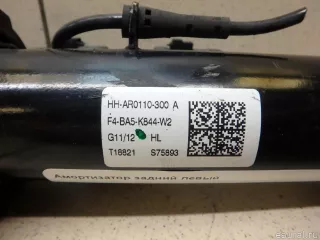 HH-AR0110-300 A
F4-BA5-K844-W2
G11/12 HL
T18821 S75893
Амортизатор задний левый